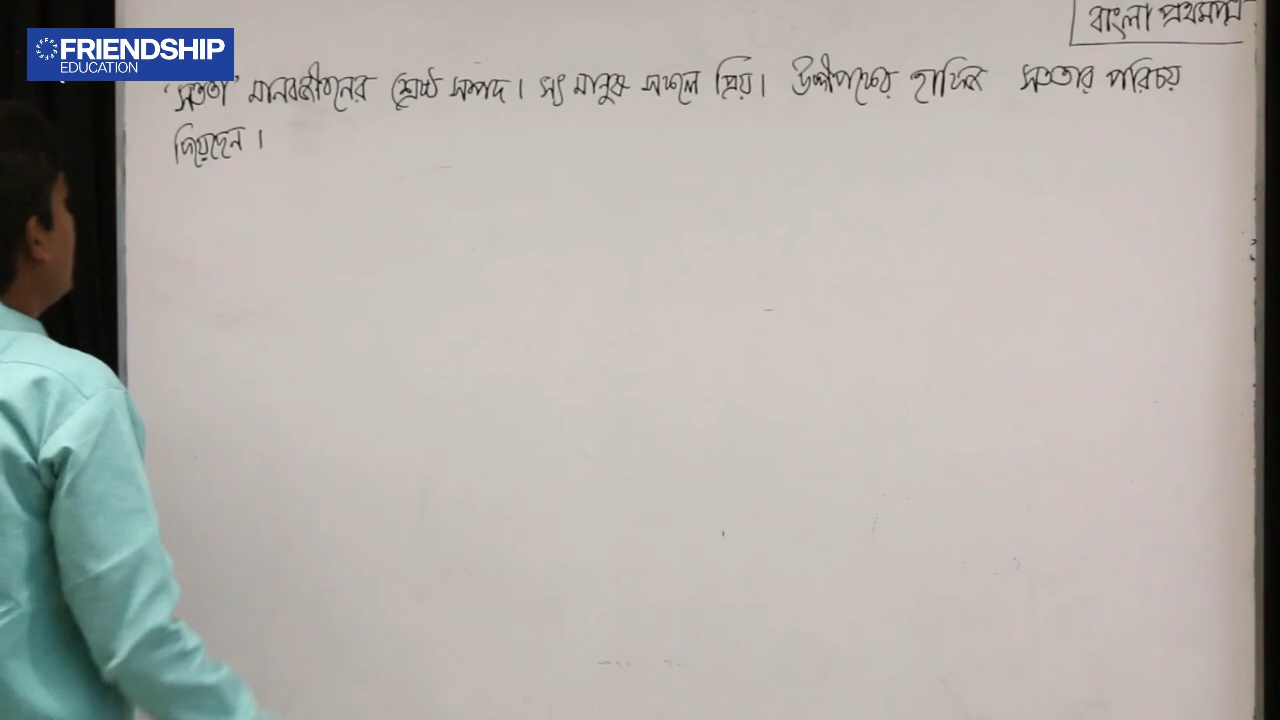 বাংলা প্রথমপত্র
FRIENDSHIP
EDUCATION
'সততা' মানবজীবনের শ্রেষ্ঠ সম্পদ। সৎ মানুষ সকলে প্রিয়। উদ্দীপকের হাদিক সততার পরিচয়
দিয়েছেন।